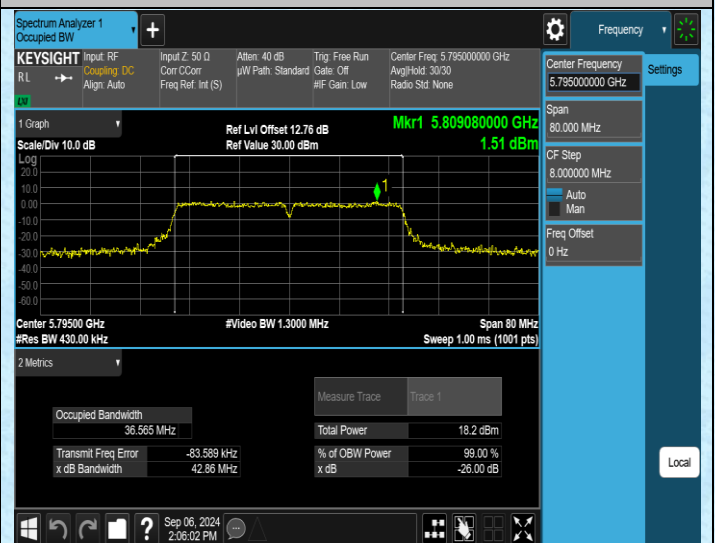 Spectrum Analyzer 1
Occupied BW
+
Frequency
KEYSIGHT
RL
LM
Input: RF
Coupling: DC
Align: Auto
Input Z: 50 Ω
Corr CCorr
Freq Ref: Int (S)
Atten: 40 dB
µW Path: Standard
Trig: Free Run
Gate: Off
#IF Gain: Low
Center Freq: 5.795000000 GHz
Avg|Hold: 30/30
Radio Std: None
Center Frequency
5.795000000 GHz
Settings
Span
80.000 MHz
CF Step
8.000000 MHz
Auto
Man
Freq Offset
0 Hz
1 Graph
Scale/Div 10.0 dB
Ref Lvl Offset 12.76 dB
Ref Value 30.00 dBm
Mkr1 5.809080000 GHz
1.51 dBm
Log
20.0
10.0
0.00
-10.0
-20.0
-30.0
-40.0
-50.0
-60.0
1
Center 5.79500 GHz
#Res BW 430.00 kHz
#Video BW 1.3000 MHz
Span 80 MHz
Sweep 1.00 ms (1001 pts)
2 Metrics
Measure Trace Trace 1
Occupied Bandwidth
36.565 MHz
Total Power 18.2 dBm
Transmit Freq Error -83.589 kHz
% of OBW Power 99.00 %
x dB Bandwidth 42.86 MHz
x dB -26.00 dB
Local
?
Sep 06, 2024
2:06:02 PM